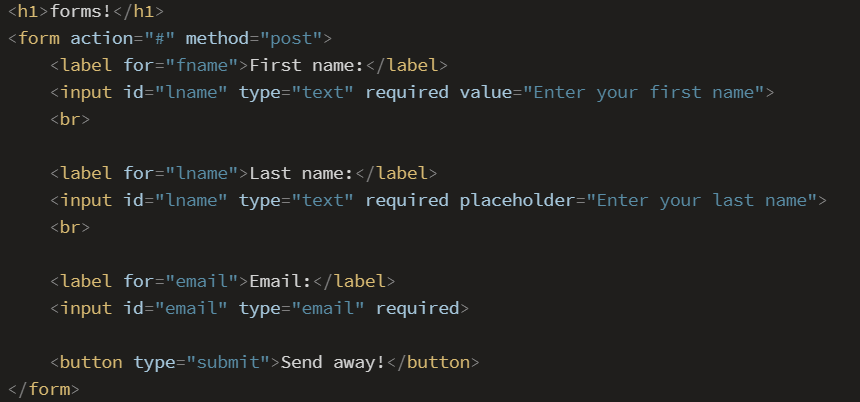 <h1>forms!</h1>
<form action="#" method="post">
    <label for="fname">First name:</label>
    <input id="lname" type="text" required value="Enter your first name">
    <br>

    <label for="lname">Last name:</label>
    <input id="lname" type="text" required placeholder="Enter your last name">
    <br>

    <label for="email">Email:</label>
    <input id="email" type="email" required>

    <button type="submit">Send away!</button>
</form>